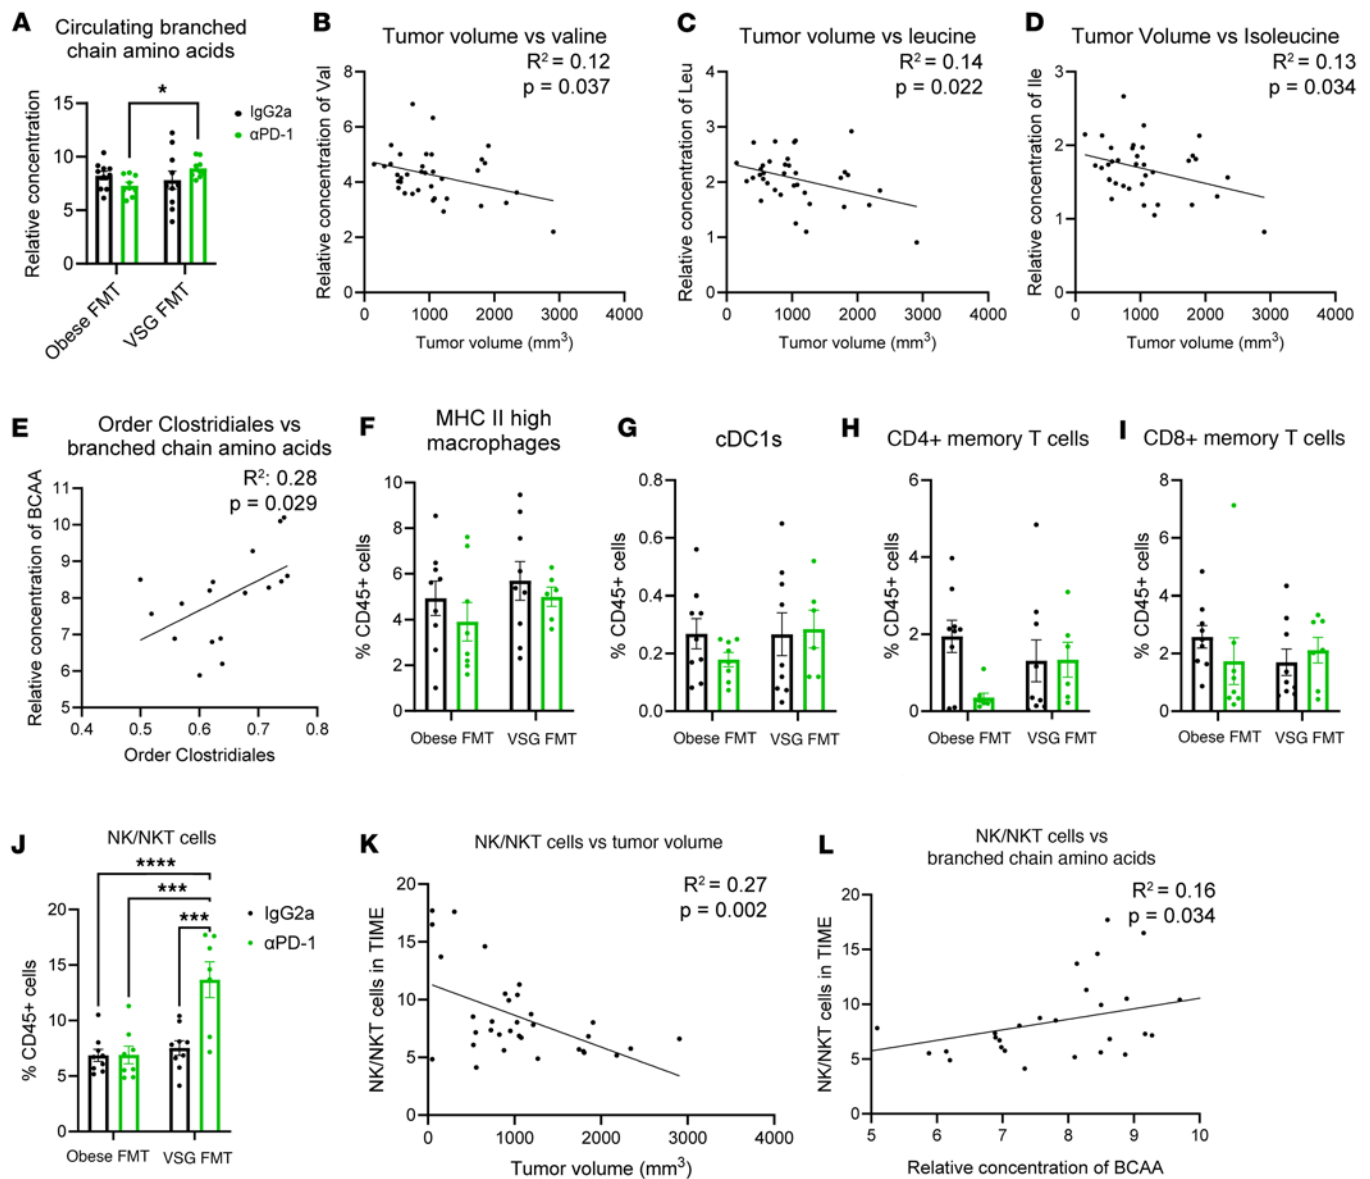 A
Circulating branched
chain amino acids
Relative concentration
15
10
5
0
*
IgG2a
αPD-1
Obese FMT
VSG FMT
B
Tumor volume vs valine
R² = 0.12
p = 0.037
Relative concentration of Val
8
6
4
2
0
0
1000
2000
3000
4000
Tumor volume (mm³)
C
Tumor volume vs leucine
R² = 0.14
p = 0.022
Relative concentration of Leu
4
3
2
1
0
0
1000
2000
3000
4000
Tumor volume (mm³)
D
Tumor Volume vs Isoleucine
R² = 0.13
p = 0.034
Relative concentration of Ile
3
2
1
0
0
1000
2000
3000
4000
Tumor volume (mm³)
E
Order Clostridiales vs
branched chain amino acids
R²: 0.28
p = 0.029
Relative concentration of BCAA
11
10
9
8
7
6
5
0.4
0.5
0.6
0.7
0.8
Order Clostridiales
F
MHC II high
macrophages
% CD45+ cells
10
8
6
4
2
0
Obese FMT
VSG FMT
G
cDC1s
% CD45+ cells
0.8
0.6
0.4
0.2
0.0
Obese FMT
VSG FMT
H
CD4+ memory T cells
% CD45+ cells
6
4
2
0
Obese FMT
VSG FMT
I
CD8+ memory T cells
% CD45+ cells
8
6
4
2
0
Obese FMT
VSG FMT
J
NK/NKT cells
****
***
***
IgG2a
αPD-1
% CD45+ cells
20
15
10
5
0
Obese FMT
VSG FMT
K
NK/NKT cells vs tumor volume
R² = 0.27
p = 0.002
NK/NKT cells in TIME
20
15
10
5
0
0
1000
2000
3000
4000
Tumor volume (mm³)
L
NK/NKT cells vs
branched chain amino acids
R² = 0.16
p = 0.034
NK/NKT cells in TIME
20
15
10
5
0
5
6
7
8
9
10
Relative concentration of BCAA